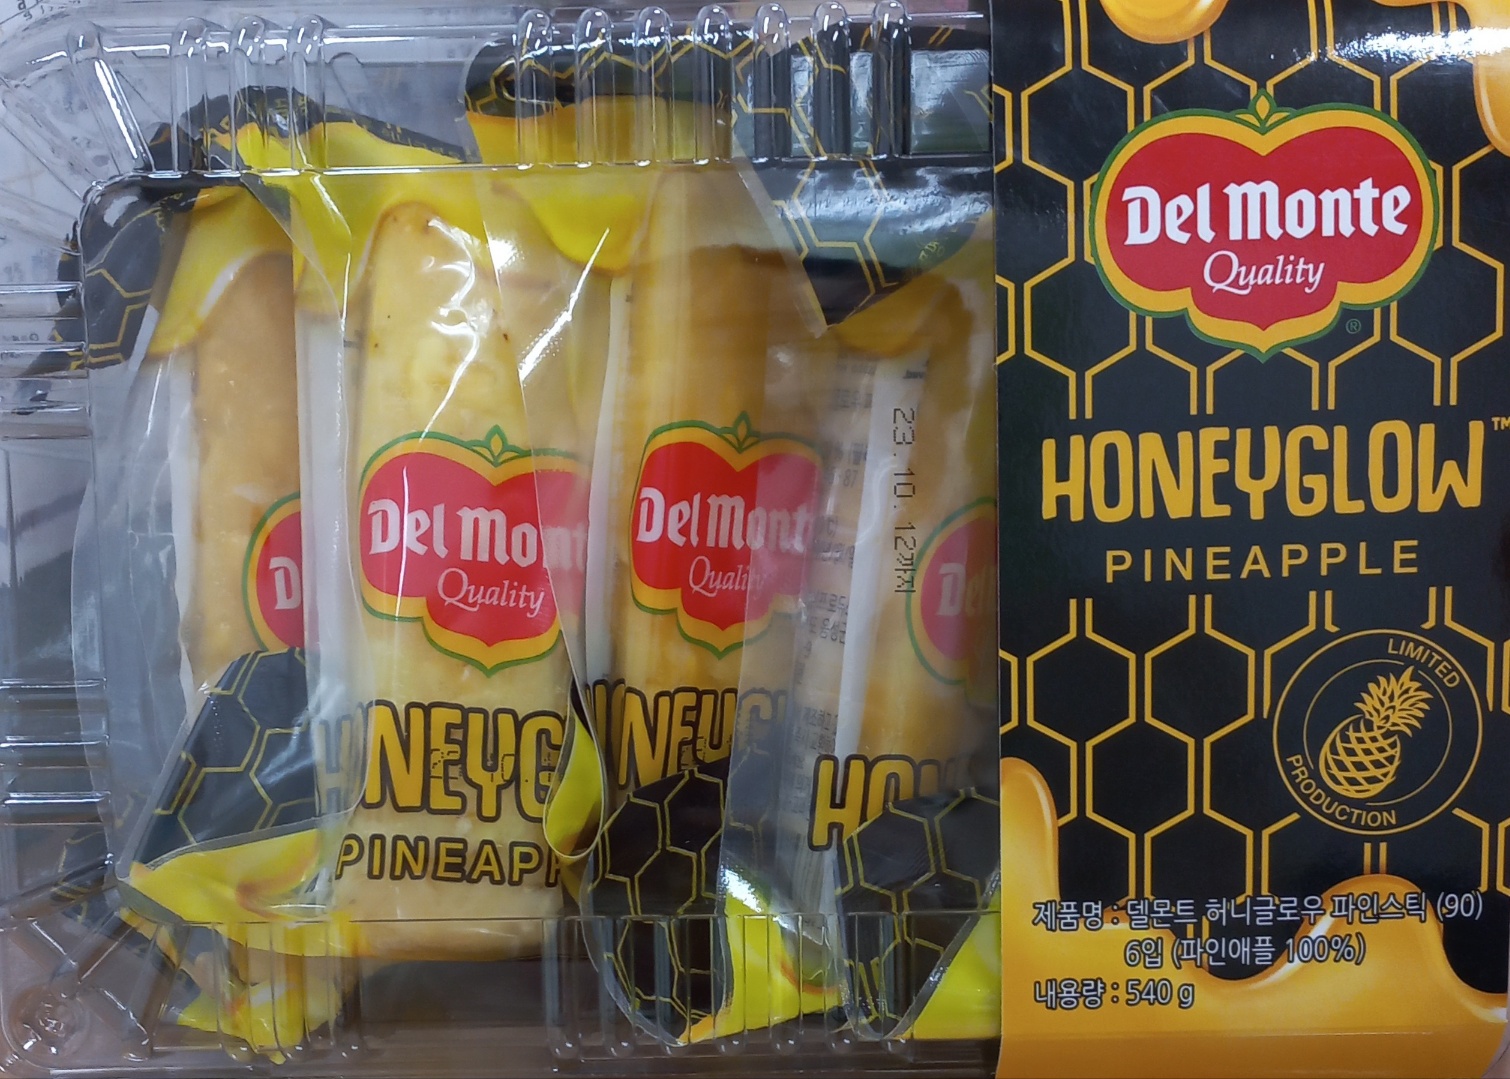 Del Monte
Quality
®
HONEYGLOW™
PINEAPPLE
LIMITED
PRODUCTION
제품명 : 델몬트 허니글로우 파인스틱 (90)
6입 (파인애플 100%)
내용량 : 540 g
Del Monte
Quality
PINEAPP
Del Mont
Quali
23.10.12까지